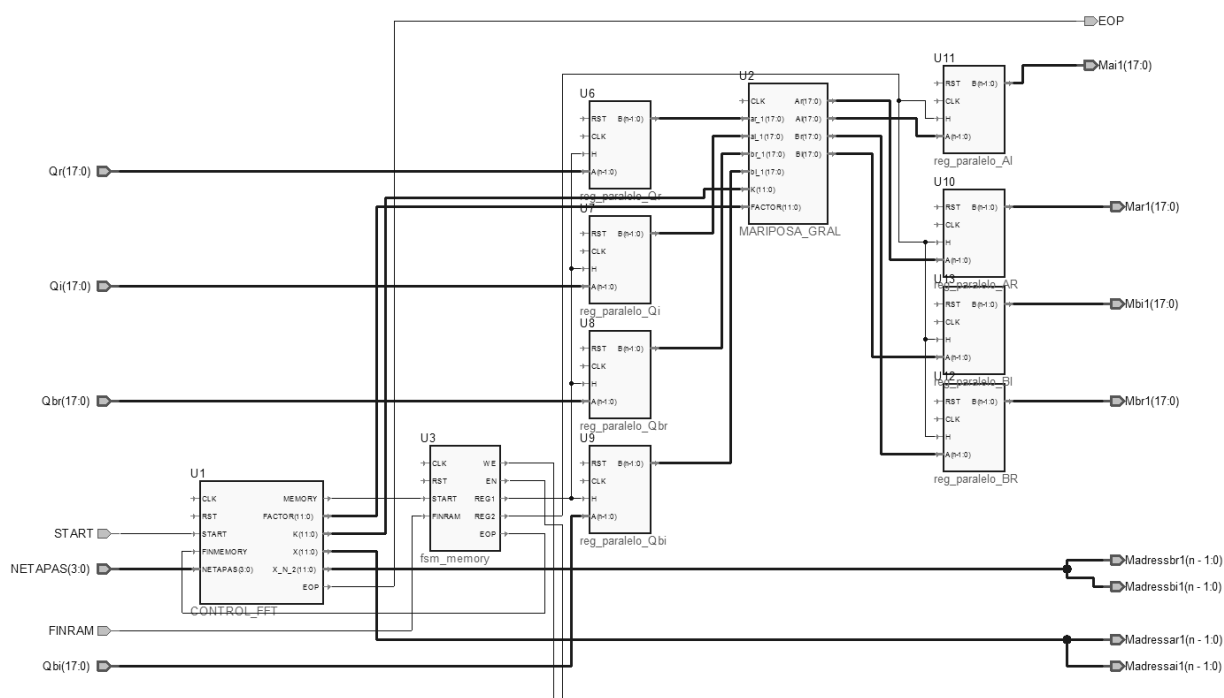 EOP
Mai1(17:0)
U11
RST
B(n-1:0)
CLK
H
A(n-1:0)
reg_paralelo_AI
U2
CLK
Ar(17:0)
ar_1(17:0)
Ai(17:0)
ai_1(17:0)
Br(17:0)
br_1(17:0)
Bi(17:0)
bi_1(17:0)
K(11:0)
FACTOR(11:0)
MARIPOSA_GRAL
U6
RST
B(n-1:0)
CLK
H
A(n-1:0)
reg_paralelo_Qr
Qr(17:0)
U10
RST
B(n-1:0)
CLK
H
A(n-1:0)
reg_paralelo_AR
Mar1(17:0)
U7
RST
B(n-1:0)
CLK
H
A(n-1:0)
reg_paralelo_Qi
Qi(17:0)
U13
RST
B(n-1:0)
CLK
H
A(n-1:0)
reg_paralelo_BI
Mbi1(17:0)
U8
RST
B(n-1:0)
CLK
H
A(n-1:0)
reg_paralelo_Qbr
Qbr(17:0)
U12
RST
B(n-1:0)
CLK
H
A(n-1:0)
reg_paralelo_BR
Mbr1(17:0)
U3
CLK
WE
RST
EN
START
REG1
FINRAM
REG2
EOP
fsm_memory
U9
RST
B(n-1:0)
CLK
H
A(n-1:0)
reg_paralelo_Qbi
U1
CLK
MEMORY
RST
FACTOR(11:0)
START
K(11:0)
FINMEMORY
X(11:0)
NETAPAS(3:0)
X_N_2(11:0)
EOP
CONTROL_FFT
START
NETAPAS(3:0)
FINRAM
Qbi(17:0)
Madressbr1(n - 1:0)
Madressbi1(n - 1:0)
Madressar1(n - 1:0)
Madressai1(n - 1:0)